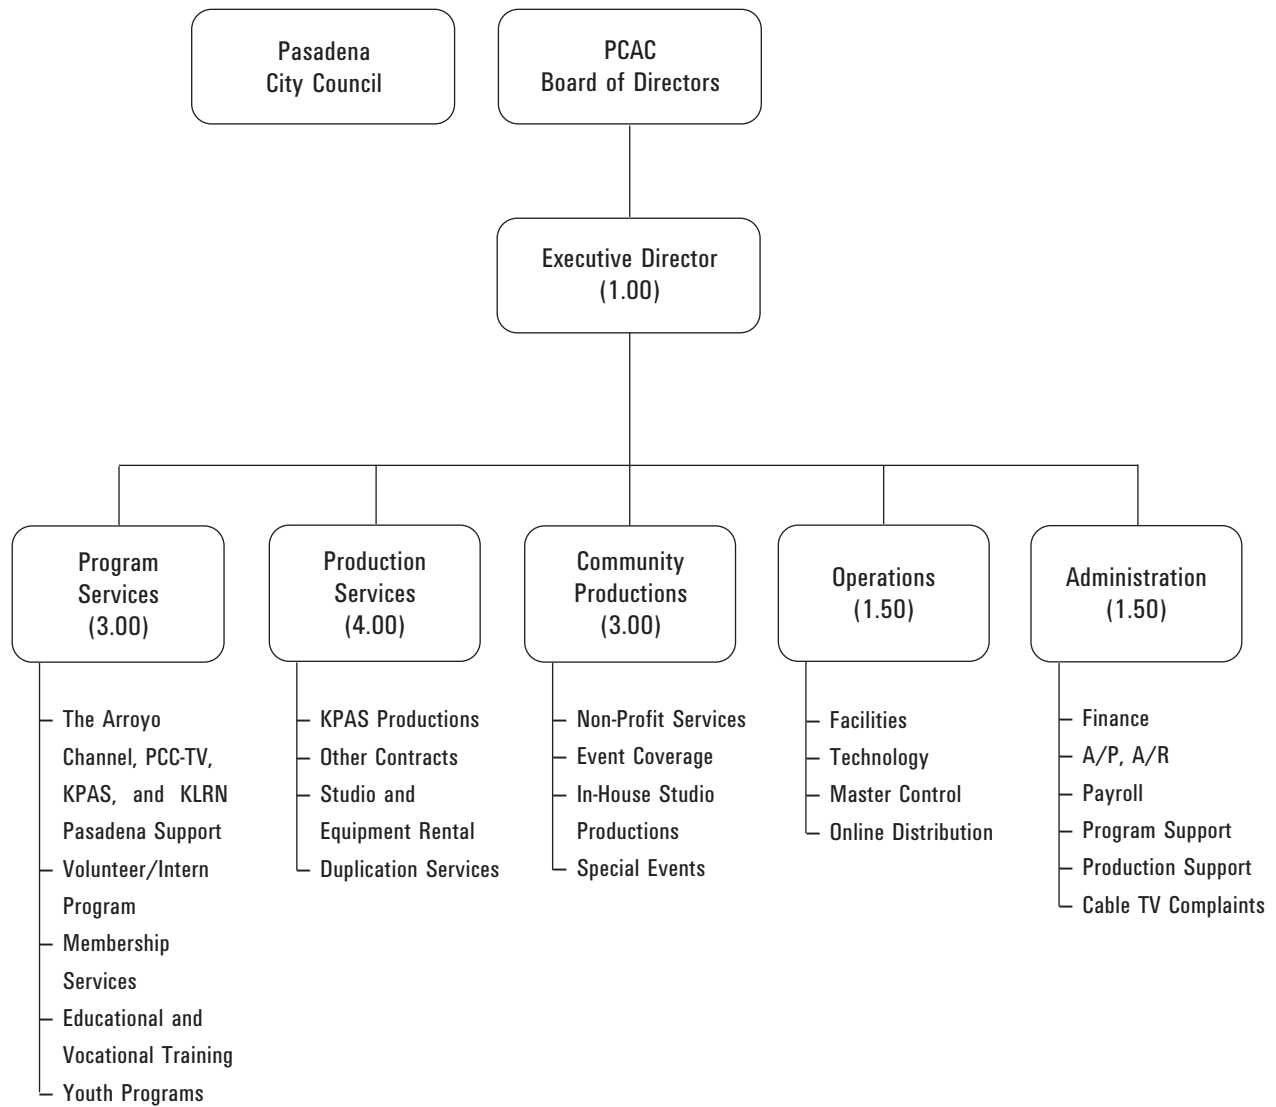 Pasadena
City Council
PCAC
Board of Directors
Executive Director
(1.00)
Program
Services
(3.00)
The Arroyo
Channel, PCC-TV,
KPAS, and KLRN
Pasadena Support
Volunteer/Intern
Program
Membership
Services
Educational and
Vocational Training
Youth Programs
Production
Services
(4.00)
KPAS Productions
Other Contracts
Studio and
Equipment Rental
Duplication Services
Community
Productions
(3.00)
Non-Profit Services
Event Coverage
In-House Studio
Productions
Special Events
Operations
(1.50)
Facilities
Technology
Master Control
Online Distribution
Administration
(1.50)
Finance
A/P, A/R
Payroll
Program Support
Production Support
Cable TV Complaints